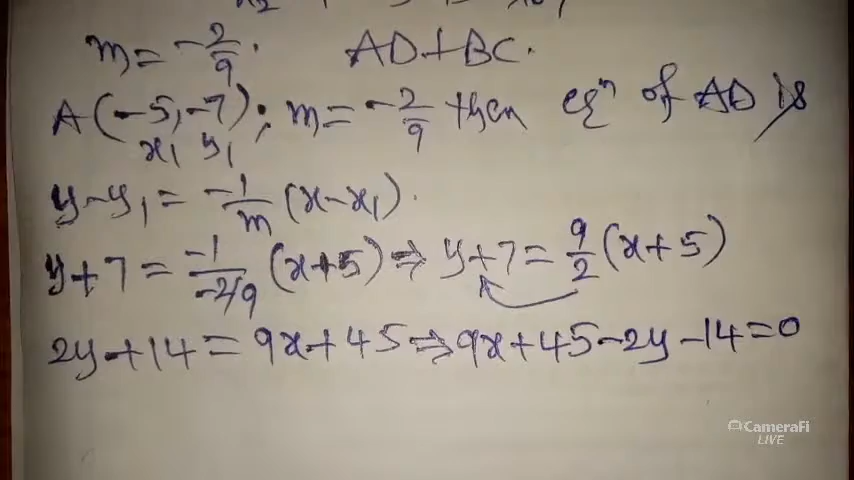 m = -2/9. AD⊥BC.
A(-5,-7); m = -2/9 then eqⁿ of AD is
x₁ y₁
y-y₁ = -1/m (x-x₁).
y+7 = -1/-2/9 (x+5) ⇒ y+7 = 9/2 (x+5)
2y+14 = 9x+45 ⇒ 9x+45-2y-14=0
CameraFi
LIVE